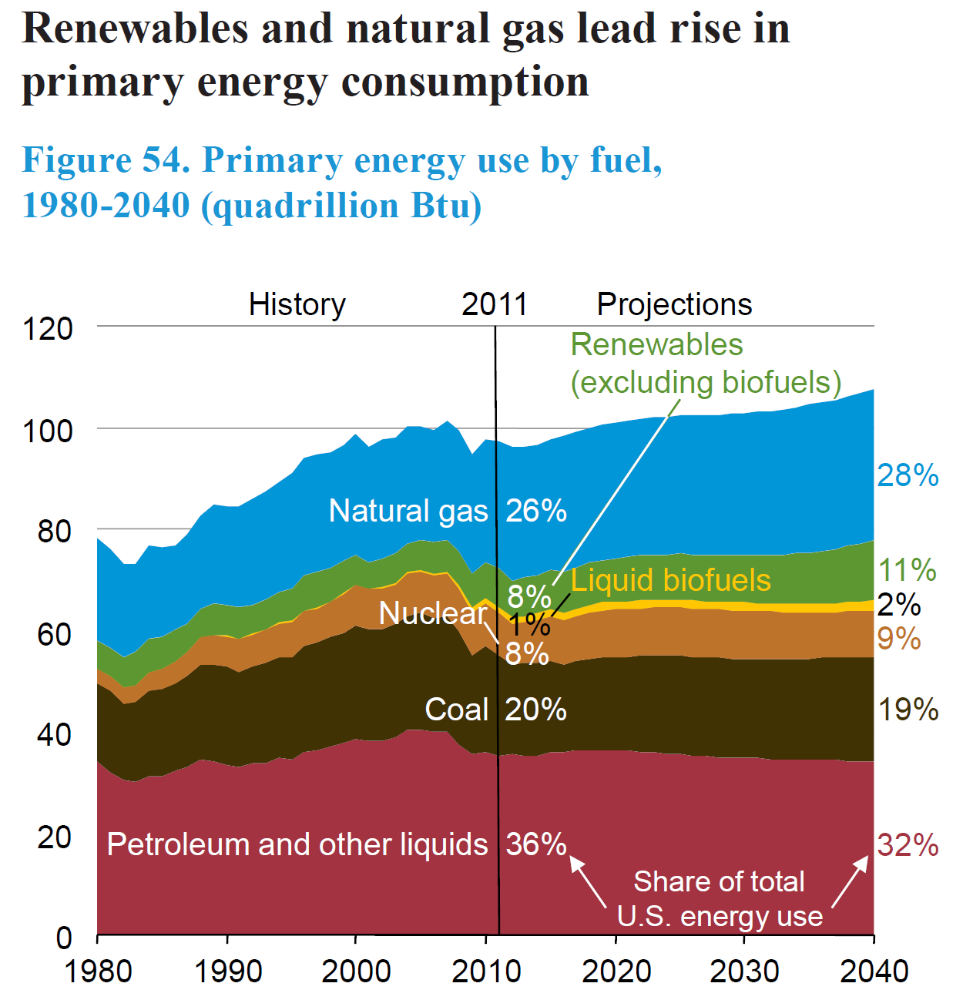 Renewables and natural gas lead rise in
primary energy consumption
Figure 54. Primary energy use by fuel,
1980-2040 (quadrillion Btu)
History
2011
Projections
120
100
80
60
40
20
0
Renewables
(excluding biofuels)
Natural gas
26%
28%
8%
11%
Liquid biofuels
1%
2%
Nuclear
8%
9%
Coal
20%
19%
Petroleum and other liquids
36%
32%
Share of total
U.S. energy use
1980
1990
2000
2010
2020
2030
2040